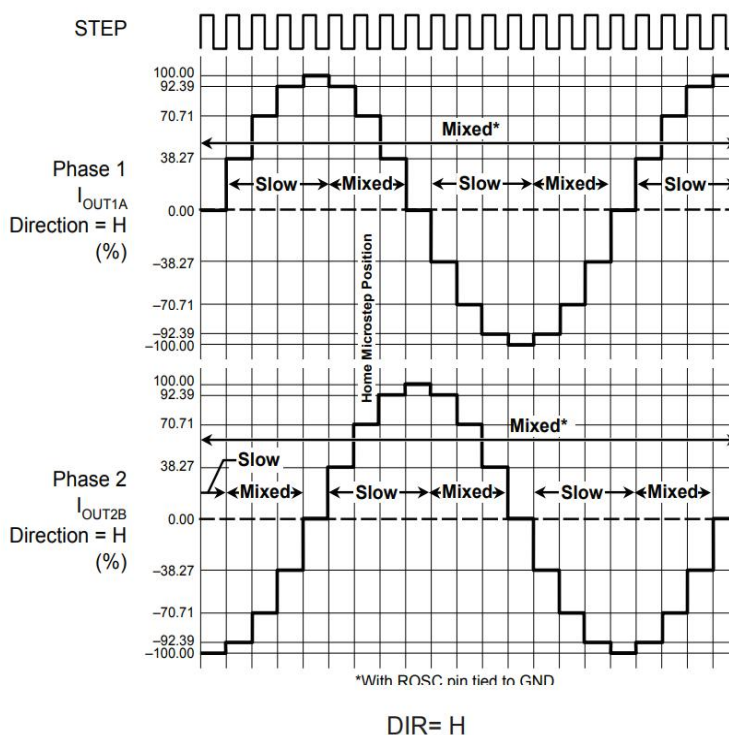 STEP
100.00
92.39
70.71
Mixed*
38.27
Slow
Mixed
Slow
Mixed
Slow
0.00
–38.27
–70.71
–92.39
–100.00
Phase 1
IOUT1A
Direction = H
(%)
Home Microstep Position
100.00
92.39
70.71
Mixed*
38.27
Slow
Mixed
Slow
Mixed
Slow
Mixed
0.00
–38.27
–70.71
–92.39
–100.00
Phase 2
IOUT2B
Direction = H
(%)
*With ROSC pin tied to GND
DIR= H